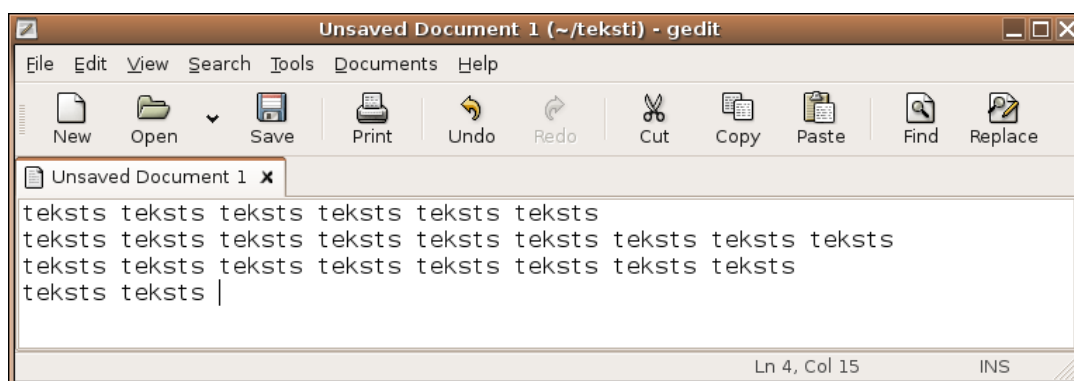 Unsaved Document 1 (~/teksti) - gedit
File Edit View Search Tools Documents Help
New Open Save Print Undo Redo Cut Copy Paste Find Replace
Unsaved Document 1
teksts teksts teksts teksts teksts teksts
teksts teksts teksts teksts teksts teksts teksts teksts teksts
teksts teksts teksts teksts teksts teksts teksts teksts
teksts teksts
Ln 4, Col 15 INS